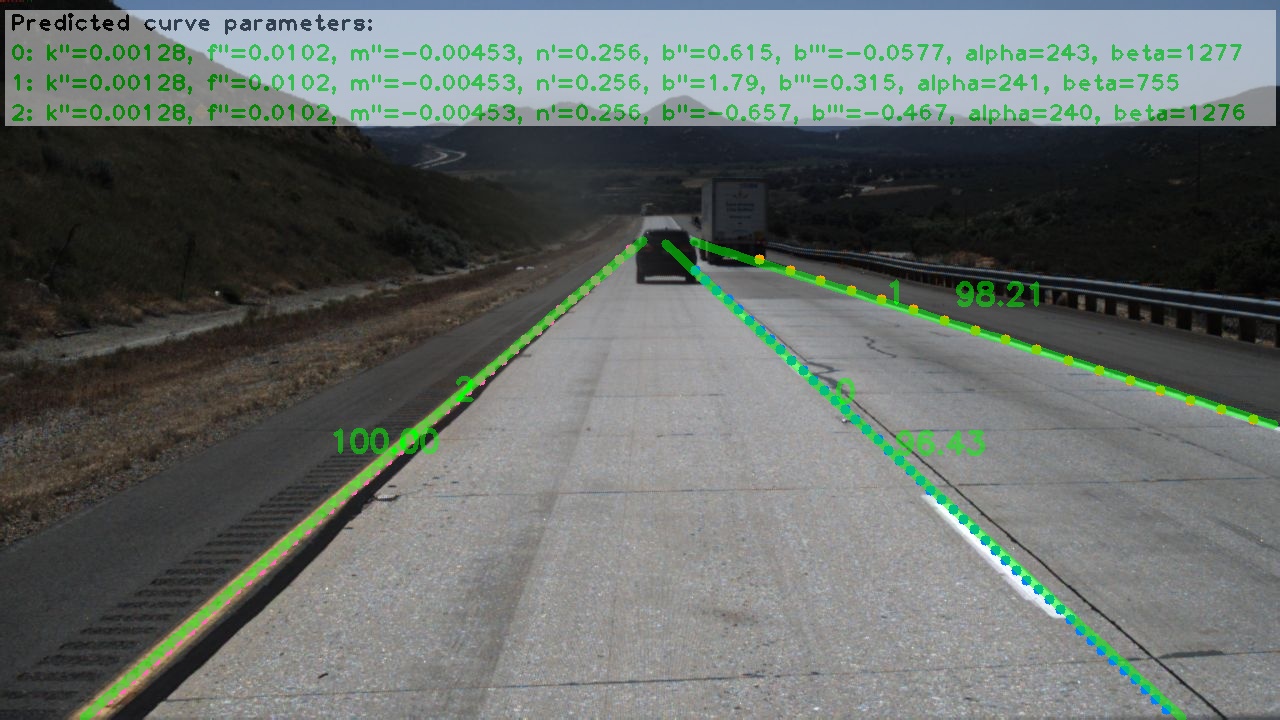 Predicted curve parameters:
0: k''=0.00128, f''=0.0102, m''=−0.00453, n'=0.256, b''=0.615, b'''=−0.0577, alpha=243, beta=1277
1: k''=0.00128, f''=0.0102, m''=−0.00453, n'=0.256, b''=1.79, b'''=0.315, alpha=241, beta=755
2: k''=0.00128, f''=0.0102, m''=−0.00453, n'=0.256, b''=−0.657, b'''=−0.467, alpha=240, beta=1276
1 98.21
2 0
100.00 96.43